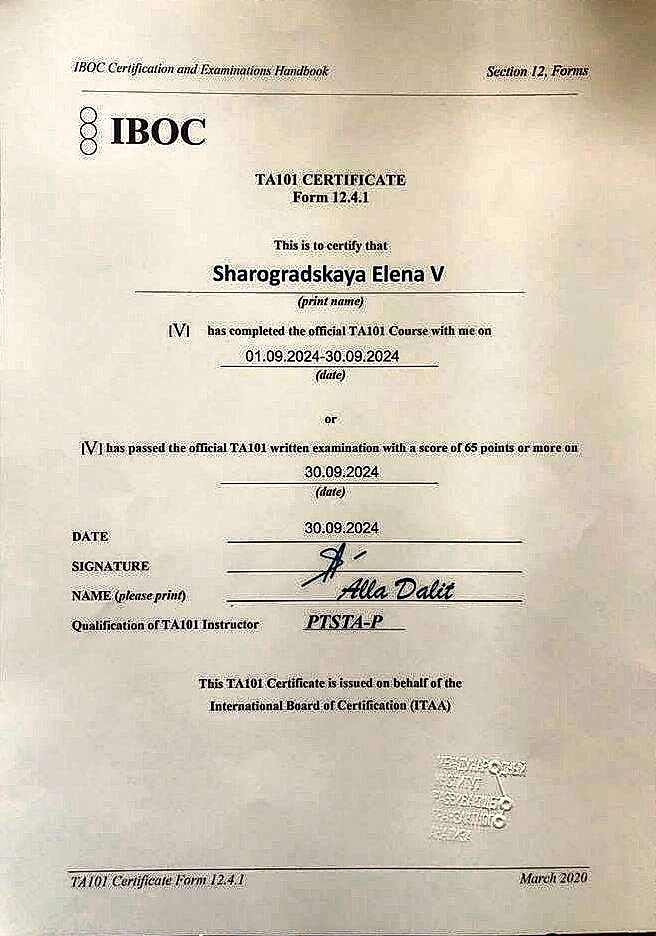 IBOC Certification and Examinations Handbook Section 12, Forms
IBOC
TA101 CERTIFICATE
Form 12.4.1
This is to certify that
Sharogradskaya Elena V
(print name)
[V] has completed the official TA101 Course with me on
01.09.2024-30.09.2024
(date)
or
[V] has passed the official TA101 written examination with a score of 65 points or more on
30.09.2024
(date)
DATE 30.09.2024
SIGNATURE
NAME (please print) Alla Dalit
Qualification of TA101 Instructor PTSTA-P
This TA101 Certificate is issued on behalf of the
International Board of Certification (ITAA)
TA101 Certificate Form 12.4.1 March 2020